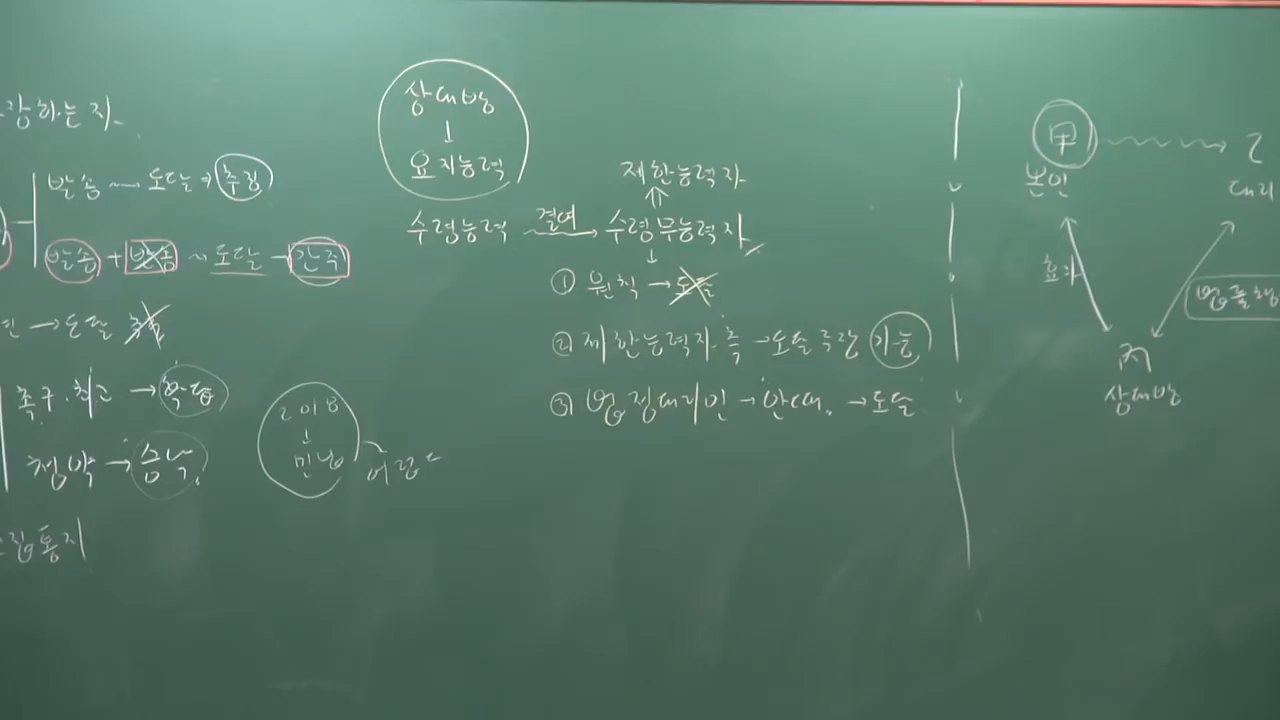 장하는지
발송 → 도달 → 추정
발송 + 반송 → 도달 → 간주
→ 도달 추정
촉구.최고 → 확답
청약 → 승낙.
집통지
2018
민법
어렵
상대방
↓
요지능력
수령능력 결여 → 수령무능력자
제한능력자
① 원칙 → 도달
② 제한능력자 측 → 도달 주장 가능
③ 법정대리인 → 안 때. → 도달
甲 → 乙
본인 대리
효과
법률행
丙
상대방